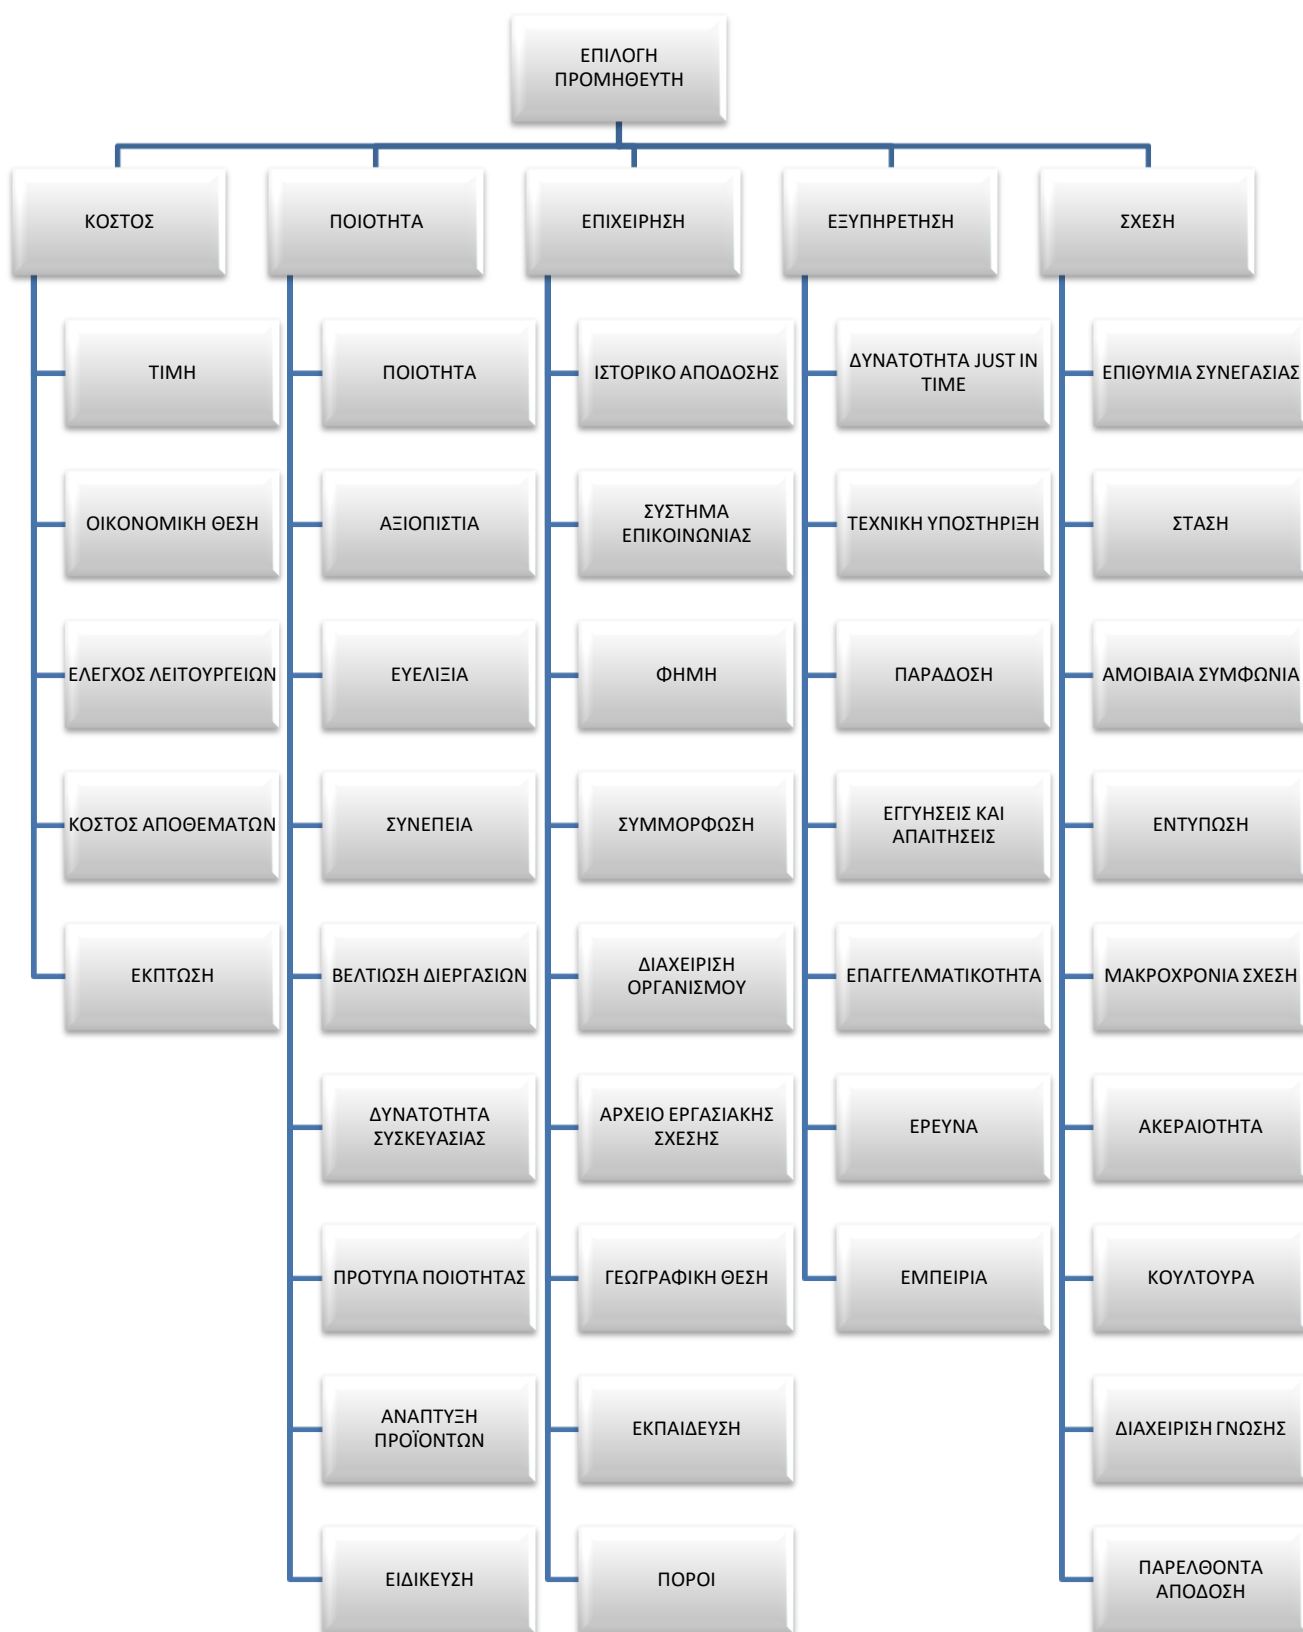 ΕΠΙΛΟΓΗ
ΠΡΟΜΗΘΕΥΤΗ
ΚΟΣΤΟΣ
ΠΟΙΟΤΗΤΑ
ΕΠΙΧΕΙΡΗΣΗ
ΕΞΥΠΗΡΕΤΗΣΗ
ΣΧΕΣΗ
ΤΙΜΗ
ΟΙΚΟΝΟΜΙΚΗ ΘΕΣΗ
ΕΛΕΓΧΟΣ ΛΕΙΤΟΥΡΓΕΙΩΝ
ΚΟΣΤΟΣ ΑΠΟΘΕΜΑΤΩΝ
ΕΚΠΤΩΣΗ
ΠΟΙΟΤΗΤΑ
ΑΞΙΟΠΙΣΤΙΑ
ΕΥΕΛΙΞΙΑ
ΣΥΝΕΠΕΙΑ
ΒΕΛΤΙΩΣΗ ΔΙΕΡΓΑΣΙΩΝ
ΔΥΝΑΤΟΤΗΤΑ
ΣΥΣΚΕΥΑΣΙΑΣ
ΠΡΟΤΥΠΑ ΠΟΙΟΤΗΤΑΣ
ΑΝΑΠΤΥΞΗ
ΠΡΟΪΟΝΤΩΝ
ΕΙΔΙΚΕΥΣΗ
ΙΣΤΟΡΙΚΟ ΑΠΟΔΟΣΗΣ
ΣΥΣΤΗΜΑ
ΕΠΙΚΟΙΝΩΝΙΑΣ
ΦΗΜΗ
ΣΥΜΜΟΡΦΩΣΗ
ΔΙΑΧΕΙΡΙΣΗ
ΟΡΓΑΝΙΣΜΟΥ
ΑΡΧΕΙΟ ΕΡΓΑΣΙΑΚΗΣ
ΣΧΕΣΗΣ
ΓΕΩΓΡΑΦΙΚΗ ΘΕΣΗ
ΕΚΠΑΙΔΕΥΣΗ
ΠΟΡΟΙ
ΔΥΝΑΤΟΤΗΤΑ JUST IN
TIME
ΤΕΧΝΙΚΗ ΥΠΟΣΤΗΡΙΞΗ
ΠΑΡΑΔΟΣΗ
ΕΓΓΥΗΣΕΙΣ ΚΑΙ
ΑΠΑΙΤΗΣΕΙΣ
ΕΠΑΓΓΕΛΜΑΤΙΚΟΤΗΤΑ
ΕΡΕΥΝΑ
ΕΜΠΕΙΡΙΑ
ΕΠΙΘΥΜΙΑ ΣΥΝΕΓΑΣΙΑΣ
ΣΤΑΣΗ
ΑΜΟΙΒΑΙΑ ΣΥΜΦΩΝΙΑ
ΕΝΤΥΠΩΣΗ
ΜΑΚΡΟΧΡΟΝΙΑ ΣΧΕΣΗ
ΑΚΕΡΑΙΟΤΗΤΑ
ΚΟΥΛΤΟΥΡΑ
ΔΙΑΧΕΙΡΙΣΗ ΓΝΩΣΗΣ
ΠΑΡΕΛΘΟΝΤΑ
ΑΠΟΔΟΣΗ